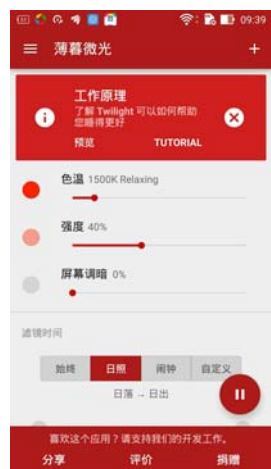 09:39
薄暮微光
工作原理
了解 Twilight 可以如何帮助
您睡得更好
预览 TUTORIAL
色温 1500K Relaxing
强度 40%
屏幕调暗 0%
滤镜时间
始终 日照 闹钟 自定义
日落 → 日出
喜欢这个应用？请支持我们的开发工作。
分享 评价 捐赠